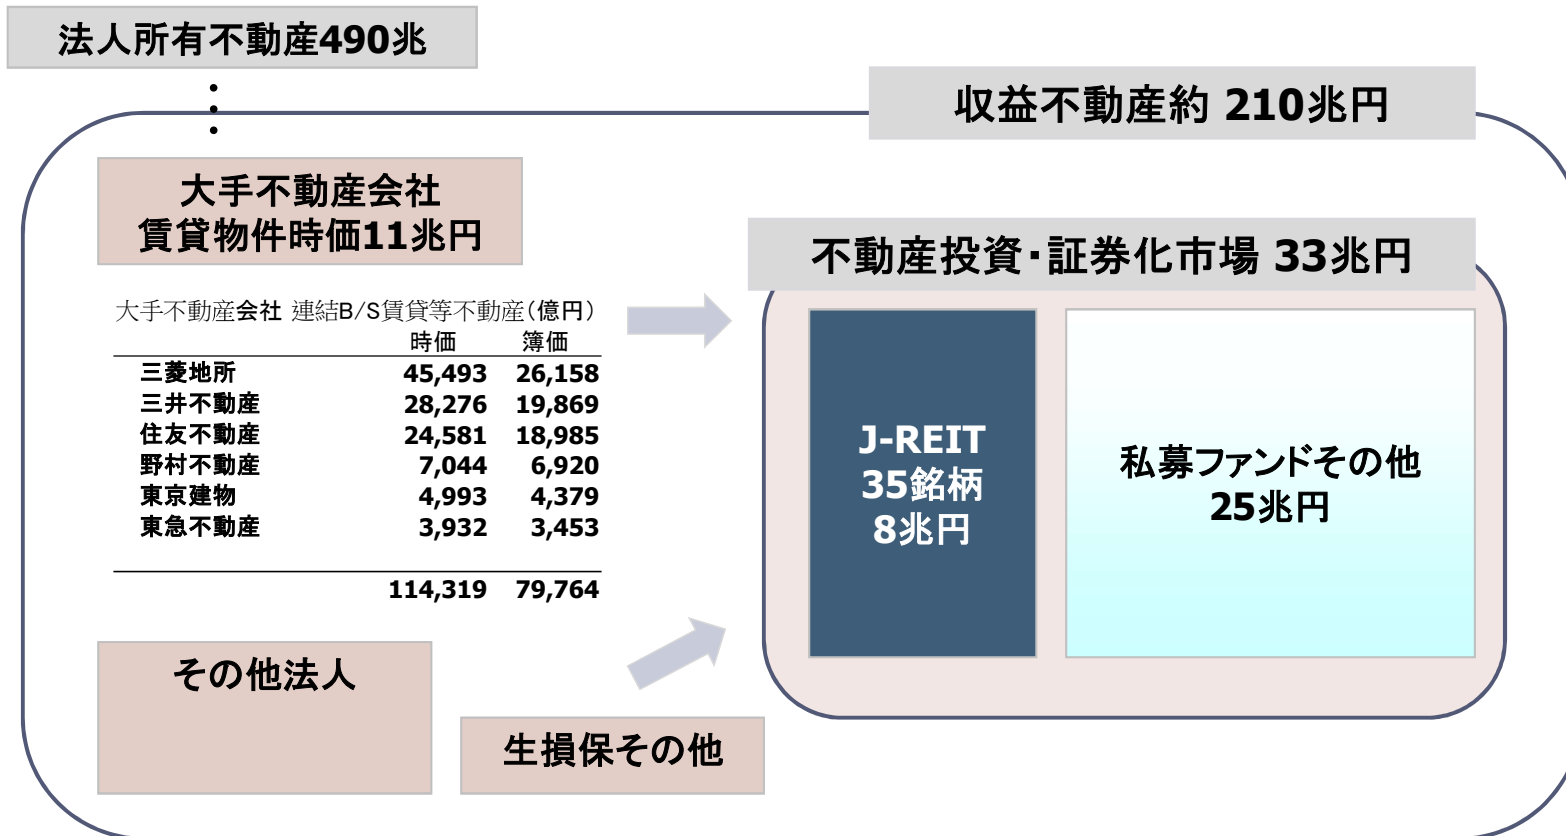 法人所有不動産490兆
収益不動産約 210兆円
大手不動産会社
賃貸物件時価11兆円
不動産投資・証券化市場 33兆円
大手不動産会社 連結B/S賃貸等不動産(億円)
時価 簿価
三菱地所 45,493 26,158
三井不動産 28,276 19,869
住友不動産 24,581 18,985
野村不動産 7,044 6,920
東京建物 4,993 4,379
東急不動産 3,932 3,453
114,319 79,764
J-REIT
35銘柄
8兆円
私募ファンドその他
25兆円
その他法人
生損保その他